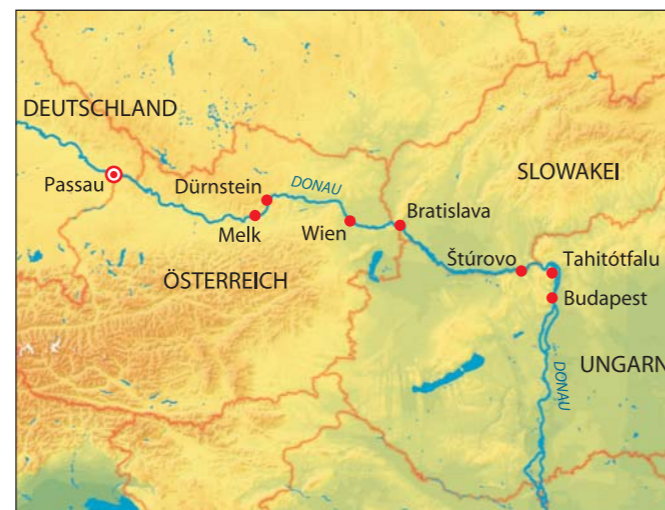 DEUTSCHLAND
SLOWAKEI
Passau
Dürnstein
DONAU
Melk
Wien
Bratislava
ÖSTERREICH
Štúrovo
Tahitótfalu
Budapest
UNGARN
DONAU